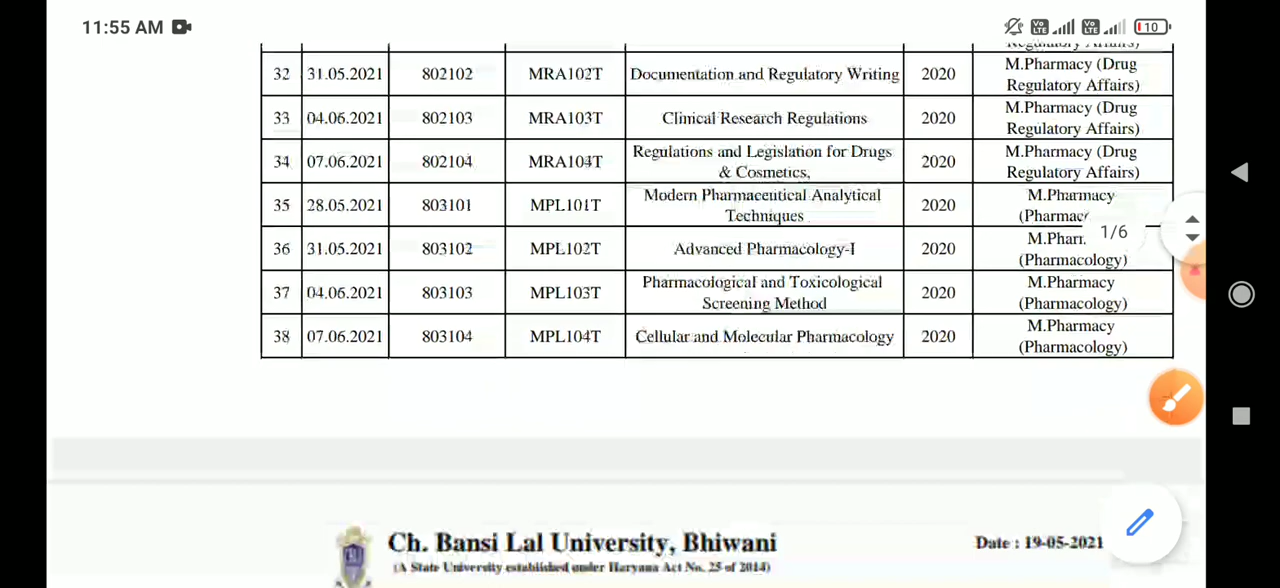 11:55 AM
10
Regulatory Affairs)
32 31.05.2021 802102 MRA102T Documentation and Regulatory Writing 2020 M.Pharmacy (Drug
Regulatory Affairs)
33 04.06.2021 802103 MRA103T Clinical Research Regulations 2020 M.Pharmacy (Drug
Regulatory Affairs)
34 07.06.2021 802104 MRA104T Regulations and Legislation for Drugs
& Cosmetics, 2020 M.Pharmacy (Drug
Regulatory Affairs)
35 28.05.2021 803101 MPL101T Modern Pharmaceutical Analytical
Techniques 2020 M.Pharmacy
1/6
36 31.05.2021 803102 MPL102T Advanced Pharmacology-I 2020
(Pharmacology)
37 04.06.2021 803103 MPL103T Pharmacological and Toxicological
Screening Method 2020 M.Pharmacy
(Pharmacology)
38 07.06.2021 803104 MPL104T Cellular and Molecular Pharmacology 2020 M.Pharmacy
(Pharmacology)
Ch. Bansi Lal University, Bhiwani Date : 19-05-2021
(A State University established under Haryana Act No. 25 of 2014)